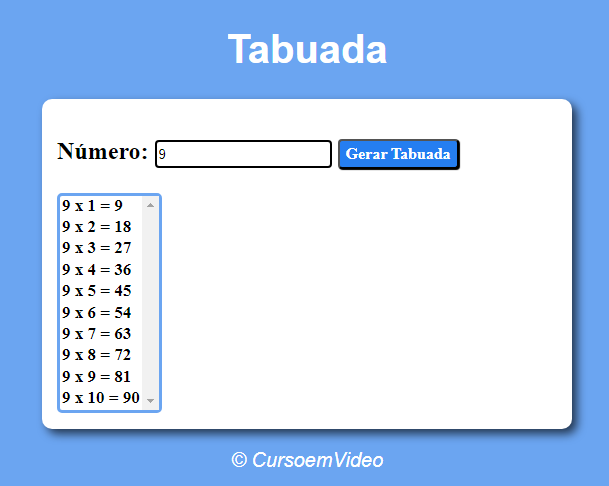 Tabuada
Número: 9 Gerar Tabuada
9 x 1 = 9
9 x 2 = 18
9 x 3 = 27
9 x 4 = 36
9 x 5 = 45
9 x 6 = 54
9 x 7 = 63
9 x 8 = 72
9 x 9 = 81
9 x 10 = 90
© CursoemVideo